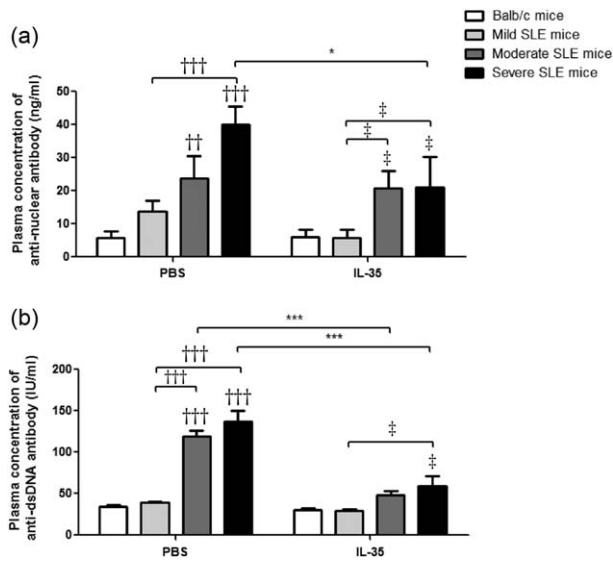 Balb/c mice
Mild SLE mice
Moderate SLE mice
Severe SLE mice
(a)
*
†††
†††
††
‡
‡
‡
‡
Plasma concentration of
anti-nuclear antibody (ng/ml)
50
40
30
20
10
0
PBS
IL-35
(b)
***
***
†††
†††
†††
†††
‡
‡
Plasma concentration of
anti-dsDNA antibody (IU/ml)
200
150
100
50
0
PBS
IL-35